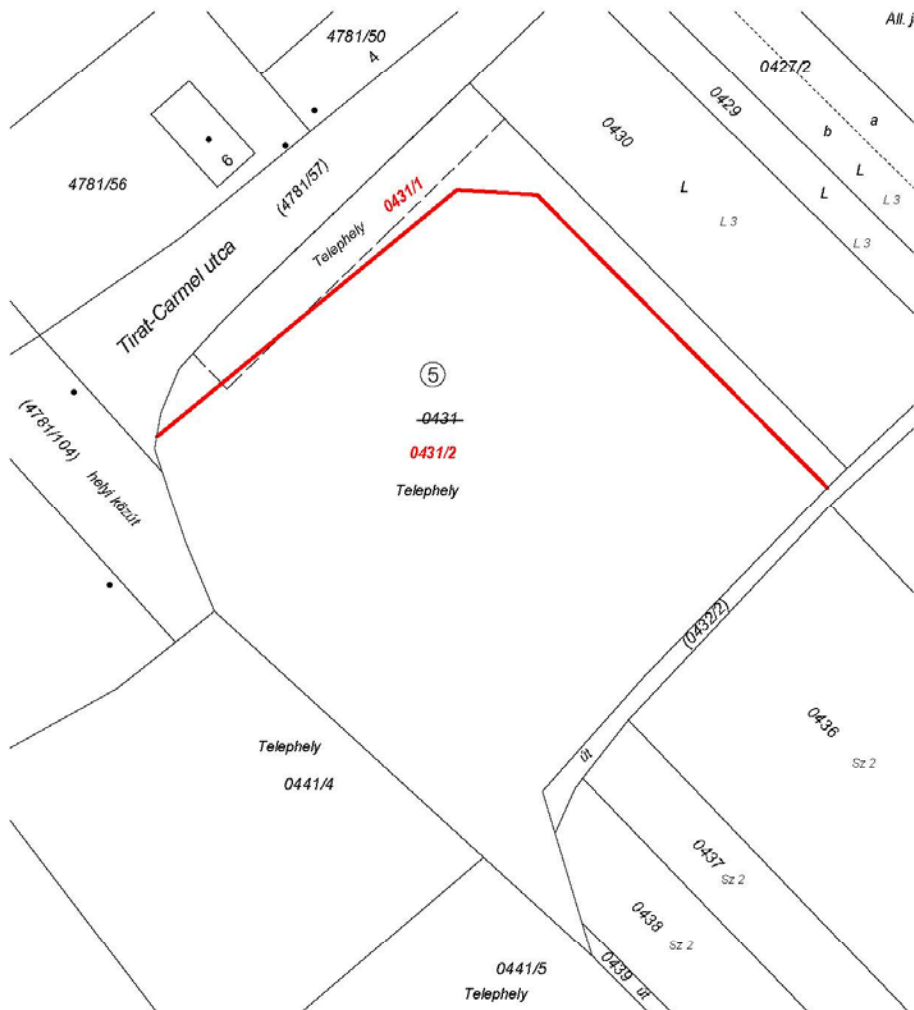 4781/50
4
All. j
0427/2
0429
a
b
0430
6
4781/56
(4781/57)
L
L
L
L 3
L 3
L 3
Telephely
0431/1
Tirat-Carmel utca
5
0431
(4781/104)
helyi közút
0431/2
Telephely
(0432/2)
0436
Telephely
út
Sz 2
0441/4
0437
Sz 2
0438
Sz 2
0441/5
0439 út
Telephely